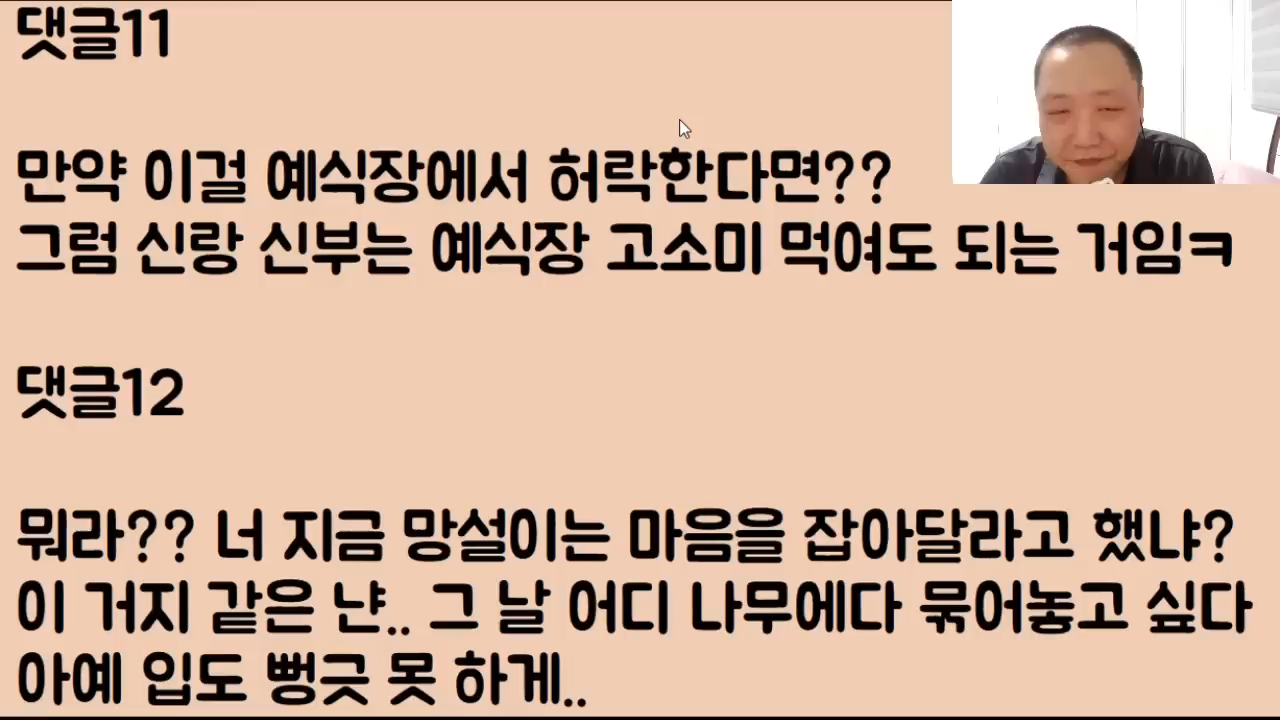 댓글11
만약 이걸 예식장에서 허락한다면??
그럼 신랑 신부는 예식장 고소미 먹여도 되는 거임ㅋ
댓글12
뭐라?? 너 지금 망설이는 마음을 잡아달라고 했냐?
이 거지 같은 냔.. 그 날 어디 나무에다 묶어놓고 싶다
아예 입도 뻥긋 못 하게..